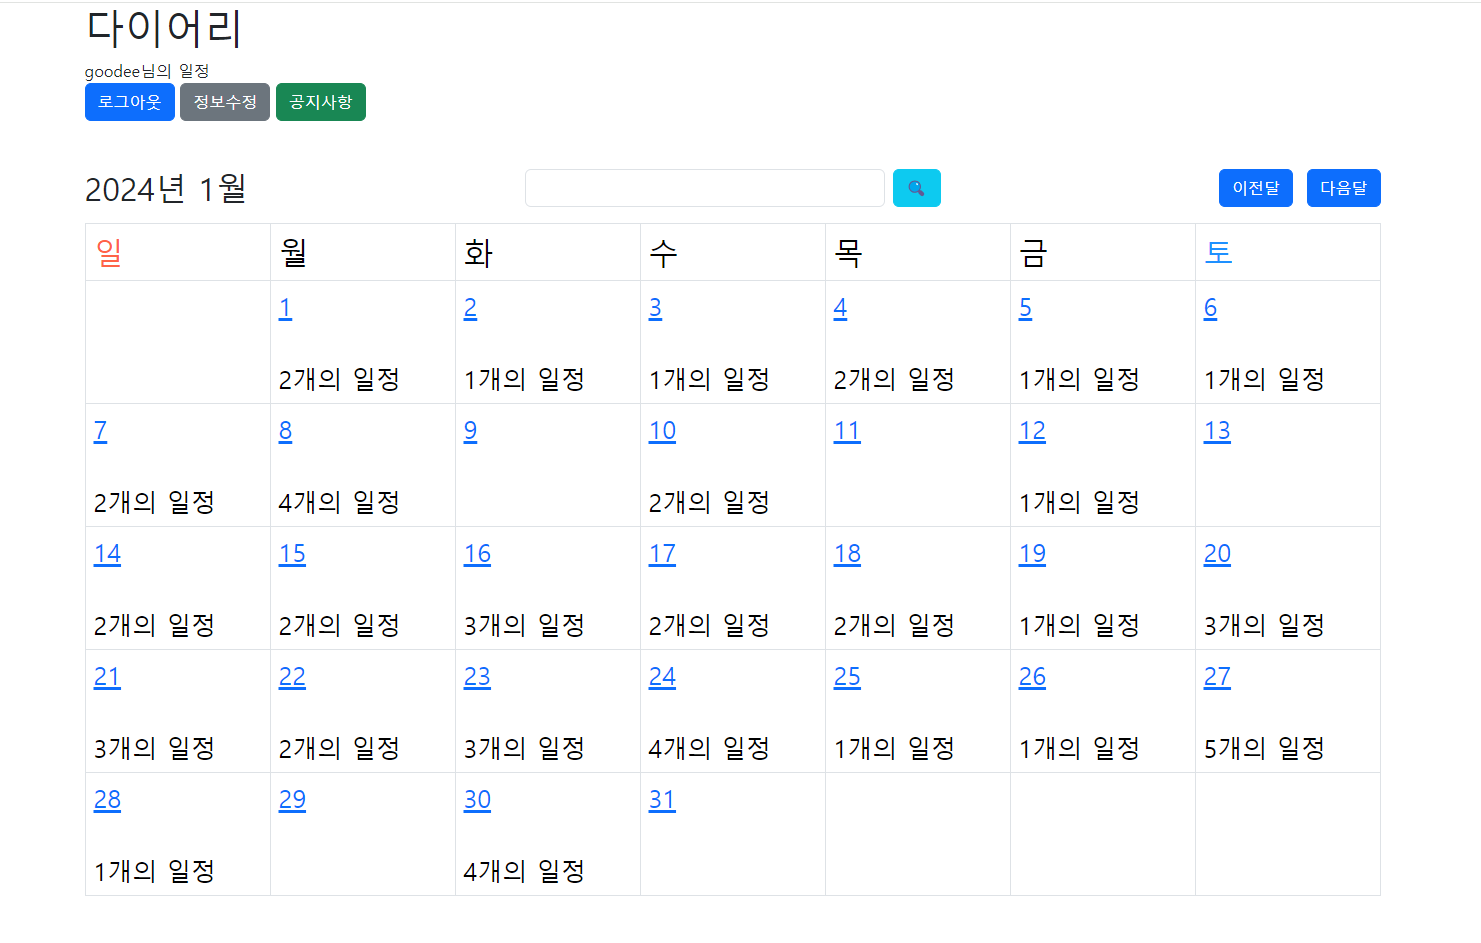 다이어리
goodee님의 일정
로그아웃 정보수정 공지사항
2024년 1월 이전달 다음달
일 월 화 수 목 금 토
1 2 3 4 5 6
2개의 일정 1개의 일정 1개의 일정 2개의 일정 1개의 일정 1개의 일정
7 8 9 10 11 12 13
2개의 일정 4개의 일정 2개의 일정 1개의 일정
14 15 16 17 18 19 20
2개의 일정 2개의 일정 3개의 일정 2개의 일정 2개의 일정 1개의 일정 3개의 일정
21 22 23 24 25 26 27
3개의 일정 2개의 일정 3개의 일정 4개의 일정 1개의 일정 1개의 일정 5개의 일정
28 29 30 31
1개의 일정 4개의 일정